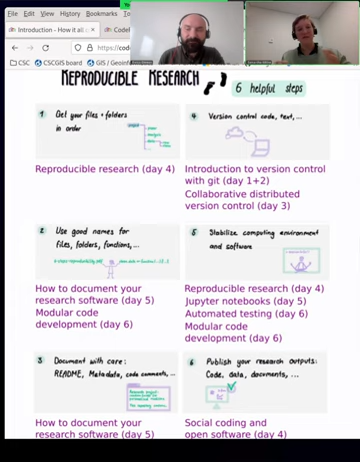 File Edit View History Bookmarks
Introduction - How it all
CSC
CSCGIS board
REPRODUCIBLE RESEARCH
6 helpful steps
1 Get your files + folders
in order
Reproducible research (day 4)
4 Version control code, text, ...
Introduction to version control
with git (day 1+2)
Collaborative distributed
version control (day 3)
2 Use good names for
files, folders, functions, ...
How to document your
research software (day 5)
Modular code
development (day 6)
5 Stabilize computing environment
and software
Reproducible research (day 4)
Jupyter notebooks (day 5)
Automated testing (day 6)
Modular code
development (day 6)
3 Document with care:
README, Metadata, code comments, ...
How to document your
research software (day 5)
6 Publish your research outputs:
Code, data, documents, ...
Social coding and
open software (day 4)